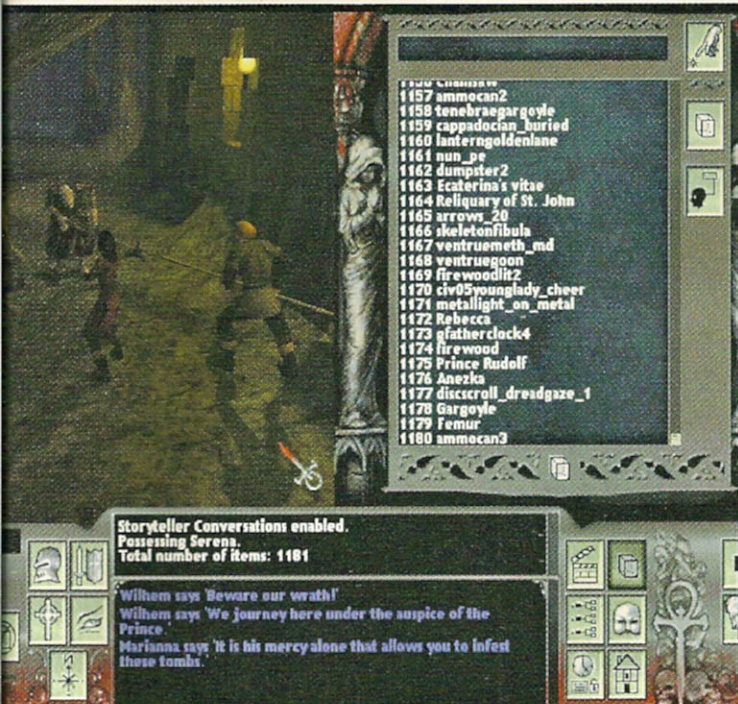 1156 Chainsaw
1157 ammocan2
1158 tenebraegargoyle
1159 cappadocian_buried
1160 lanterngoldenlane
1161 nun_pe
1162 dumpster2
1163 Ecaterina's vitae
1164 Reliquary of St. John
1165 arrows_20
1166 skeletonfibula
1167 ventruemeth_md
1168 ventruegoon
1169 firewoodlit2
1170 civ05younglady_cheer
1171 metallight_on_metal
1172 Rebecca
1173 gfatherclock4
1174 firewood
1175 Prince Rudolf
1176 Anezka
1177 discscroll_dreadgaze_1
1178 Gargoyle
1179 Femur
1180 ammocan3
Storyteller Conversations enabled.
Possessing Serena.
Total number of items: 1181
Wilhem says 'Beware our wrath!'
Wilhem says 'We journey here under the auspice of the
Prince.'
Marianna says 'It is his mercy alone that allows you to infest
these tombs.'